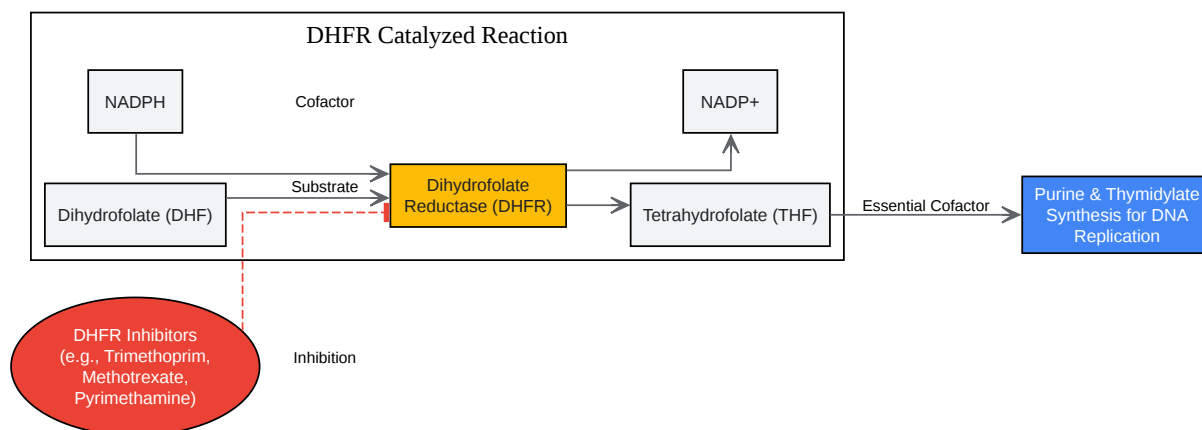 DHFR Catalyzed Reaction
NADPH
Cofactor
NADP+
Dihydrofolate (DHF)
Substrate
Dihydrofolate
Reductase (DHFR)
Tetrahydrofolate (THF)
Essential Cofactor
Purine & Thymidylate
Synthesis for DNA
Replication
DHFR Inhibitors
(e.g., Trimethoprim,
Methotrexate,
Pyrimethamine)
Inhibition